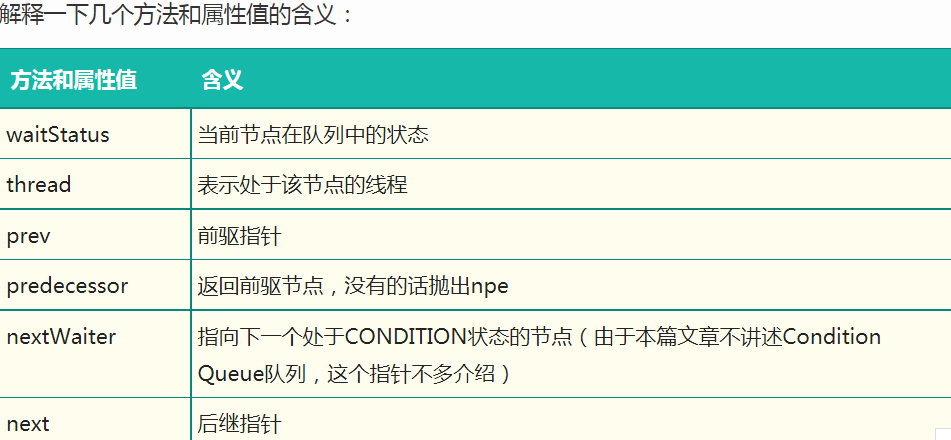 解释一下几个方法和属性值的含义：
方法和属性值 含义
waitStatus 当前节点在队列中的状态
thread 表示处于该节点的线程
prev 前驱指针
predecessor 返回前驱节点，没有的话抛出npe
nextWaiter 指向下一个处于CONDITION状态的节点（由于本篇文章不讲述Condition
Queue队列，这个指针不多介绍）
next 后继指针